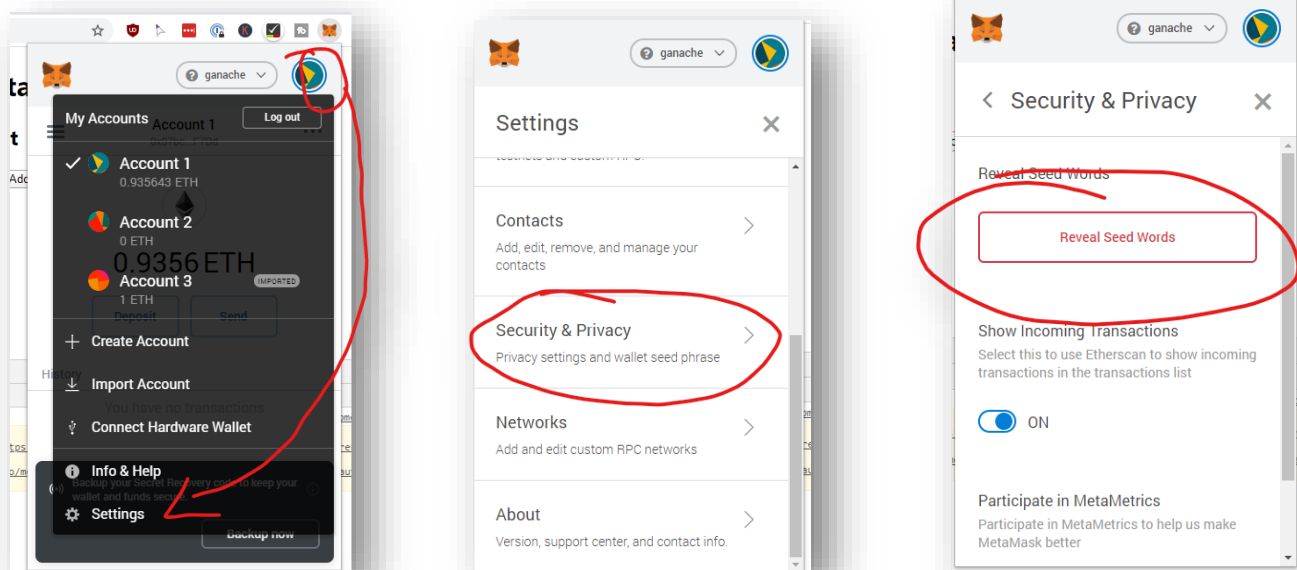 ganache
ta
My Accounts
Log out
Account 1
t
Account 1
0.935643 ETH
Add
Account 2
0 ETH
0.9356 ETH
Account 3
IMPORTED
1 ETH
Deposit
Send
Create Account
History
Import Account
You have no transactions
Connect Hardware Wallet
Info & Help
Backup your Secret Recovery code to keep your
wallet and funds secure.
Settings
Backup now
ganache
Settings
testnets and custom RPC.
Contacts
Add, edit, remove, and manage your
contacts
Security & Privacy
Privacy settings and wallet seed phrase
Networks
Add and edit custom RPC networks
About
Version, support center, and contact info.
ganache
Security & Privacy
Reveal Seed Words
Reveal Seed Words
Show Incoming Transactions
Select this to use Etherscan to show incoming
transactions in the transactions list
ON
Participate in MetaMetrics
Participate in MetaMetrics to help us make
MetaMask better